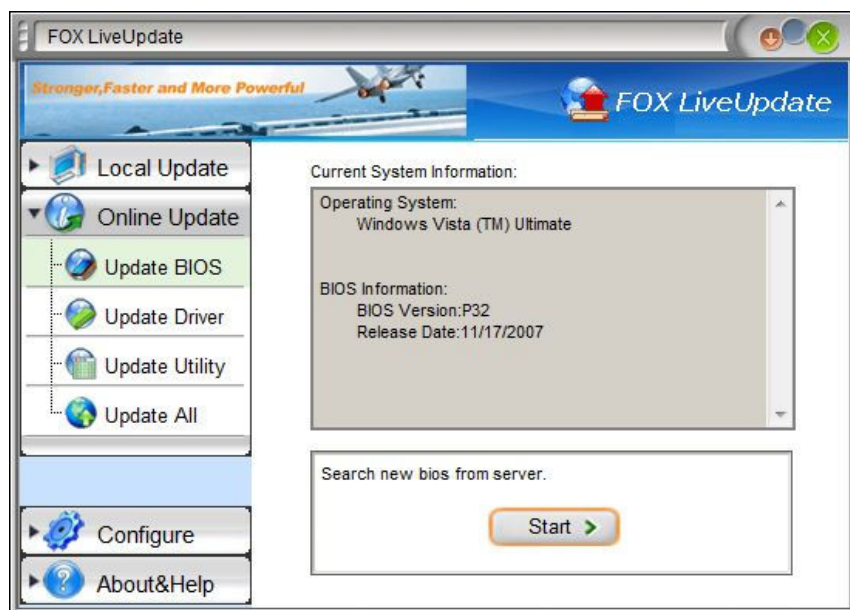 FOX LiveUpdate
Stronger,Faster and More Powerful
FOX LiveUpdate
Local Update
Online Update
Update BIOS
Update Driver
Update Utility
Update All
Configure
About&Help
Current System Information:
Operating System:
Windows Vista (TM) Ultimate
BIOS Information:
BIOS Version:P32
Release Date:11/17/2007
Search new bios from server.
Start >